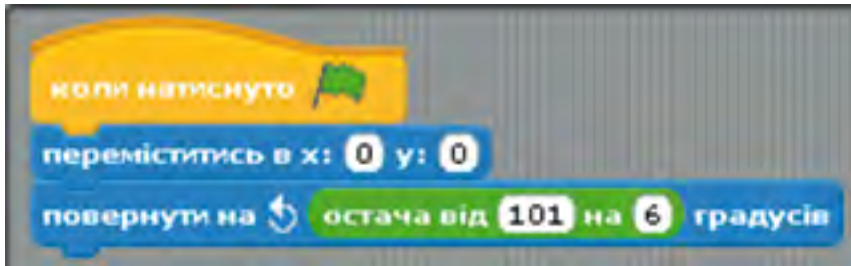 коли натиснуто
переміститись в x: 0 y: 0
повернути на остача від 101 на 6 градусів